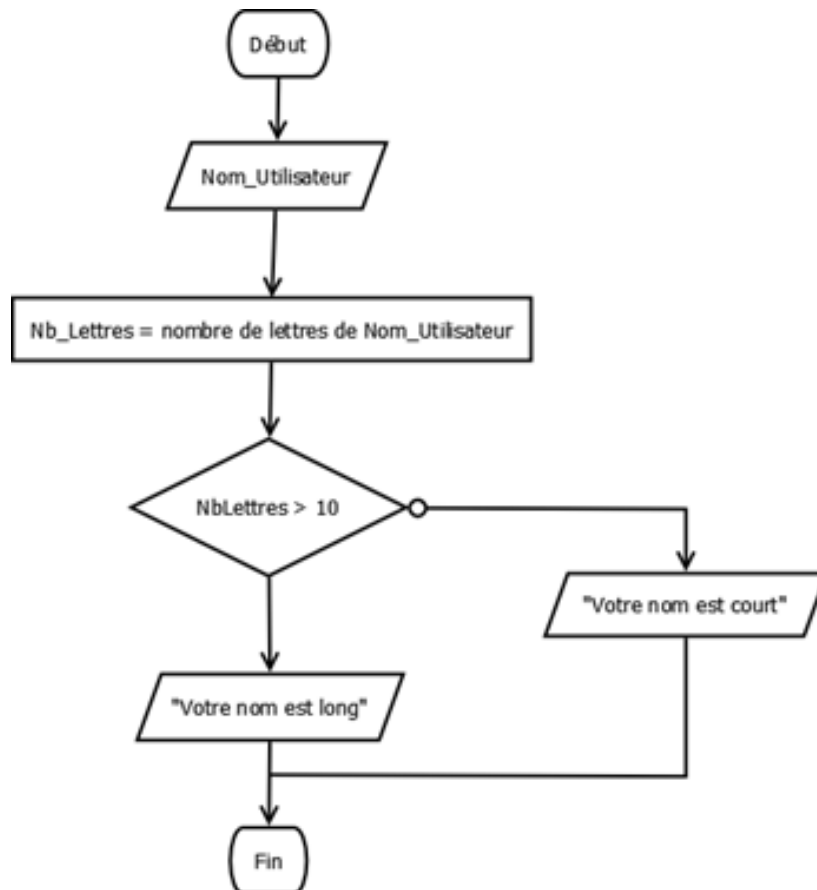 Début
Nom_Utilisateur
Nb_Lettres = nombre de lettres de Nom_Utilisateur
NbLettres > 10
"Votre nom est court"
"Votre nom est long"
Fin